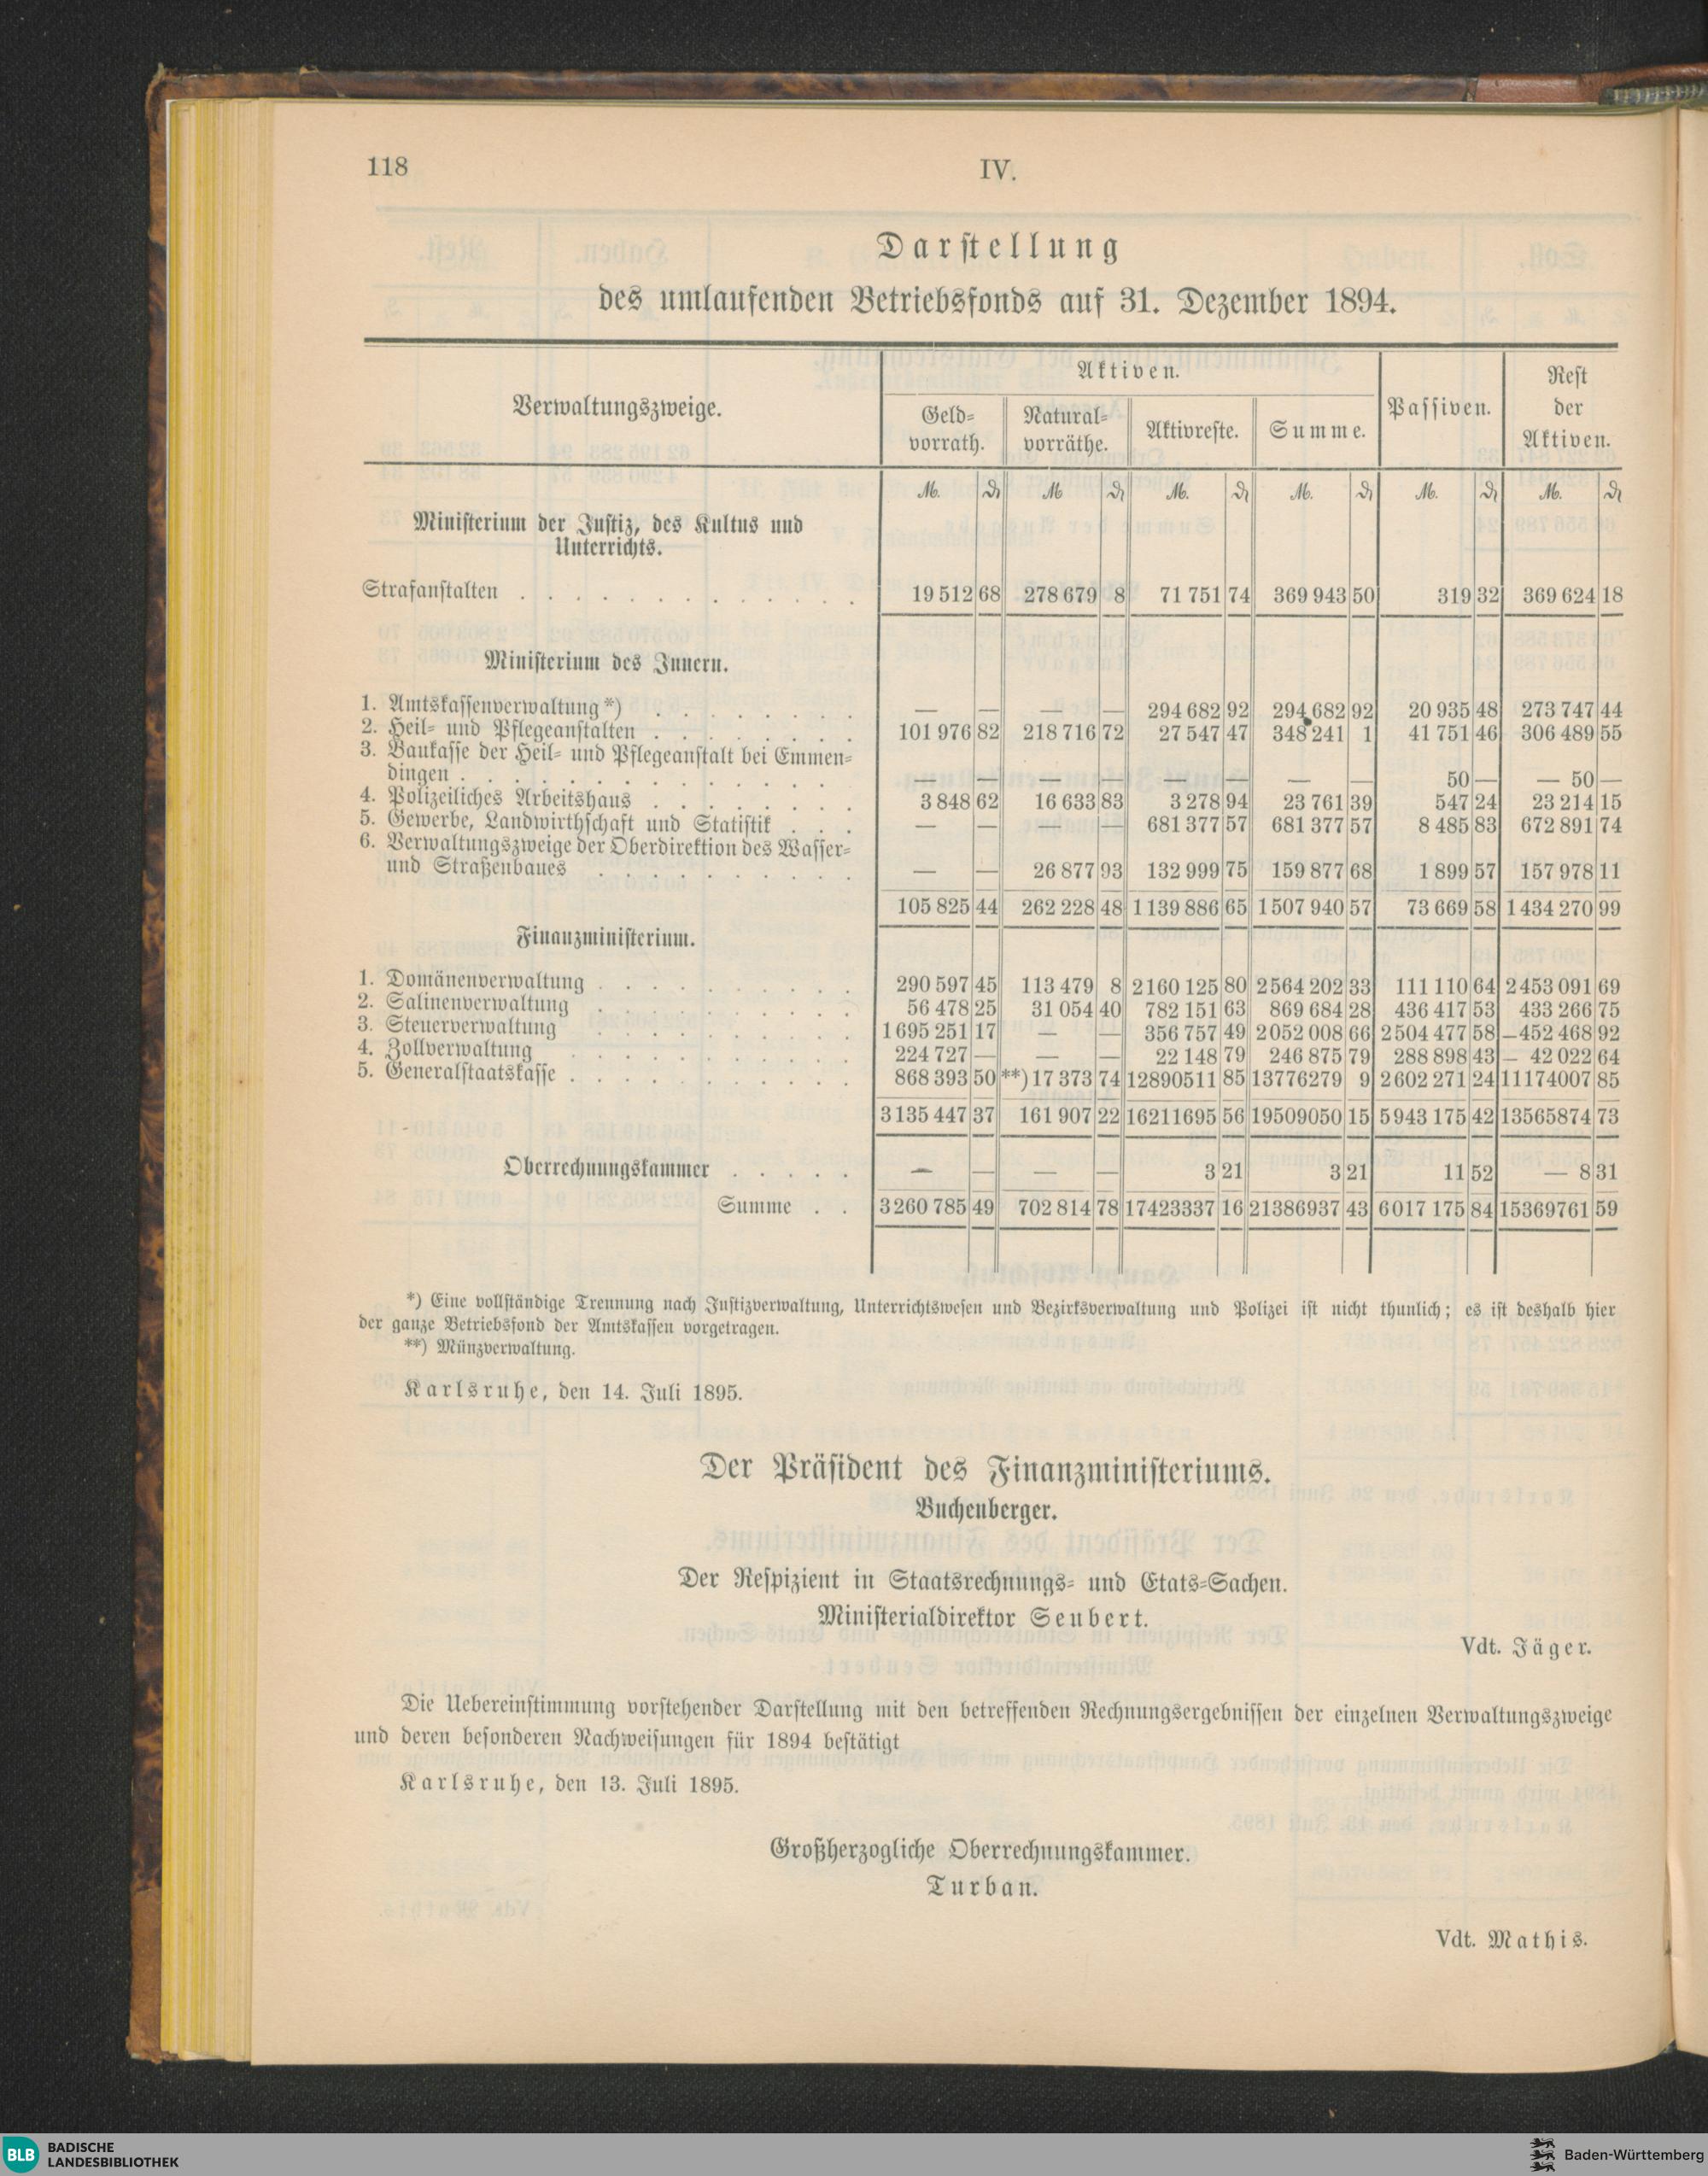 118
IV.
Darstellung
des umlaufenden Betriebsfonds auf 31. Dezember 1894.
Verwaltungszweige.
Aktiven.
Passiven.
Rest
der
Aktiven.
Geld-
vorrath.
Natural-
vorräthe.
Aktivreste.
Summe.
M. ₰ M ₰ M. ₰ M. ₰ M. ₰ M. ₰
Ministerium der Justiz, des Kultus und
Unterrichts.
Strafanstalten . . . . . . . . . . . . . 19 512 68 278 679 8 71 751 74 369 943 50 319 32 369 624 18
Ministerium des Innern.
1. Amtskassenverwaltung *) . . . . . . . . — — — — 294 682 92 294 682 92 20 935 48 273 747 44
2. Heil- und Pflegeanstalten . . . . . . . . 101 976 82 218 716 72 27 547 47 348 241 1 41 751 46 306 489 55
3. Baukasse der Heil- und Pflegeanstalt bei Emmen-
dingen . . . . . . . . . . . . . . . — — — — — — — — 50 — — 50 —
4. Polizeiliches Arbeitshaus . . . . . . . . 3 848 62 16 633 83 3 278 94 23 761 39 547 24 23 214 15
5. Gewerbe, Landwirthschaft und Statistik . . . — — — — 681 377 57 681 377 57 8 485 83 672 891 74
6. Verwaltungszweige der Oberdirektion des Wasser-
und Straßenbaues . . . . . . . . . . — — 26 877 93 132 999 75 159 877 68 1 899 57 157 978 11
105 825 44 262 228 48 1 139 886 65 1 507 940 57 73 669 58 1 434 270 99
Finanzministerium.
1. Domänenverwaltung . . . . . . . . . . 290 597 45 113 479 8 2 160 125 80 2 564 202 33 111 110 64 2 453 091 69
2. Salinenverwaltung . . . . . . . . . . 56 478 25 31 054 40 782 151 63 869 684 28 436 417 53 433 266 75
3. Steuerverwaltung . . . . . . . . . . 1 695 251 17 — — 356 757 49 2 052 008 66 2 504 477 58 —452 468 92
4. Zollverwaltung . . . . . . . . . . . 224 727 — — — 22 148 79 246 875 79 288 898 43 — 42 022 64
5. Generalstaatskasse . . . . . . . . . . . 868 393 50 **) 17 373 74 12890511 85 13776279 9 2 602 271 24 11174007 85
3 135 447 37 161 907 22 16211695 56 19509050 15 5 943 175 42 13565874 73
Oberrechnungskammer . . . . . — — — — 3 21 3 21 11 52 — 8 31
Summe . . 3 260 785 49 702 814 78 17423337 16 21386937 43 6 017 175 84 15369761 59
*) Eine vollständige Trennung nach Justizverwaltung, Unterrichtswesen und Bezirksverwaltung und Polizei ist nicht thunlich; es ist deshalb hier
der ganze Betriebsfond der Amtskassen vorgetragen.
**) Münzverwaltung.
Karlsruhe, den 14. Juli 1895.
Der Präsident des Finanzministeriums.
Buchenberger.
Der Respizient in Staatsrechnungs- und Etats-Sachen.
Ministerialdirektor Seubert.
Vdt. Jäger.
Die Uebereinstimmung vorstehender Darstellung mit den betreffenden Rechnungsergebnissen der einzelnen Verwaltungszweige
und deren besonderen Nachweisungen für 1894 bestätigt
Karlsruhe, den 13. Juli 1895.
Großherzogliche Oberrechnungskammer.
Turban.
Vdt. Mathis.
BLB BADISCHE
LANDESBIBLIOTHEK
Baden-Württemberg